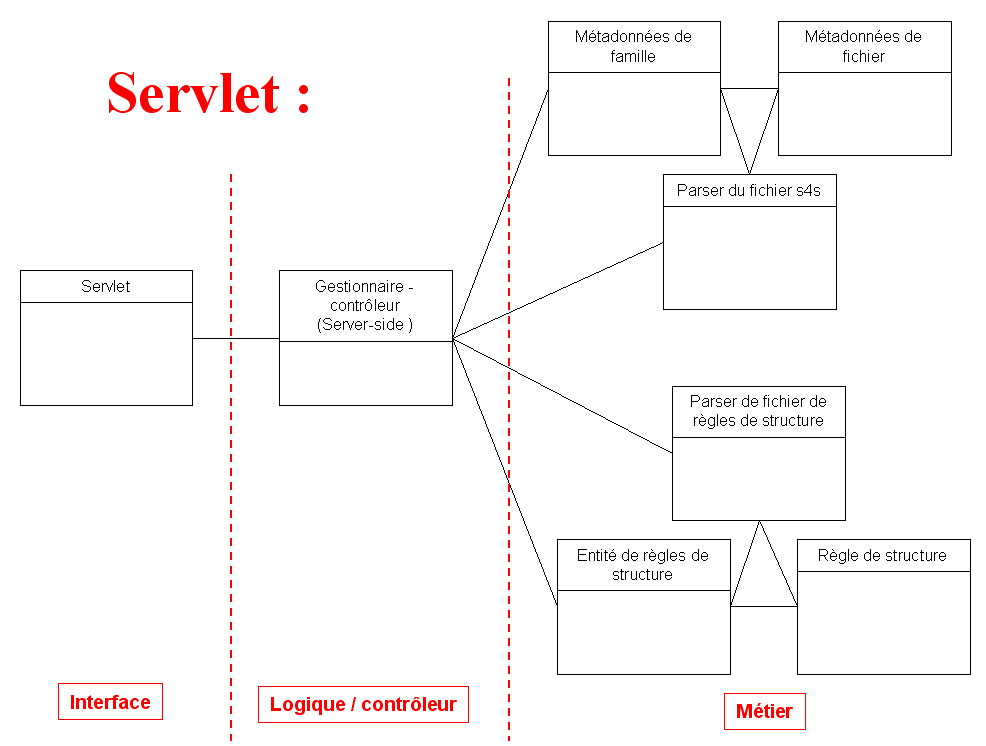 Servlet :
Métadonnées de
famille
Métadonnées de
fichier
Parser du fichier s4s
Servlet
Gestionnaire -
contrôleur
(Server-side )
Parser de fichier de
règles de structure
Entité de règles de
structure
Règle de structure
Interface
Logique / contrôleur
Métier